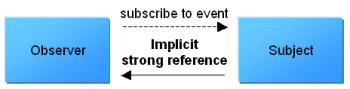 subscribe to event
Observer
Implicit
strong reference
Subject